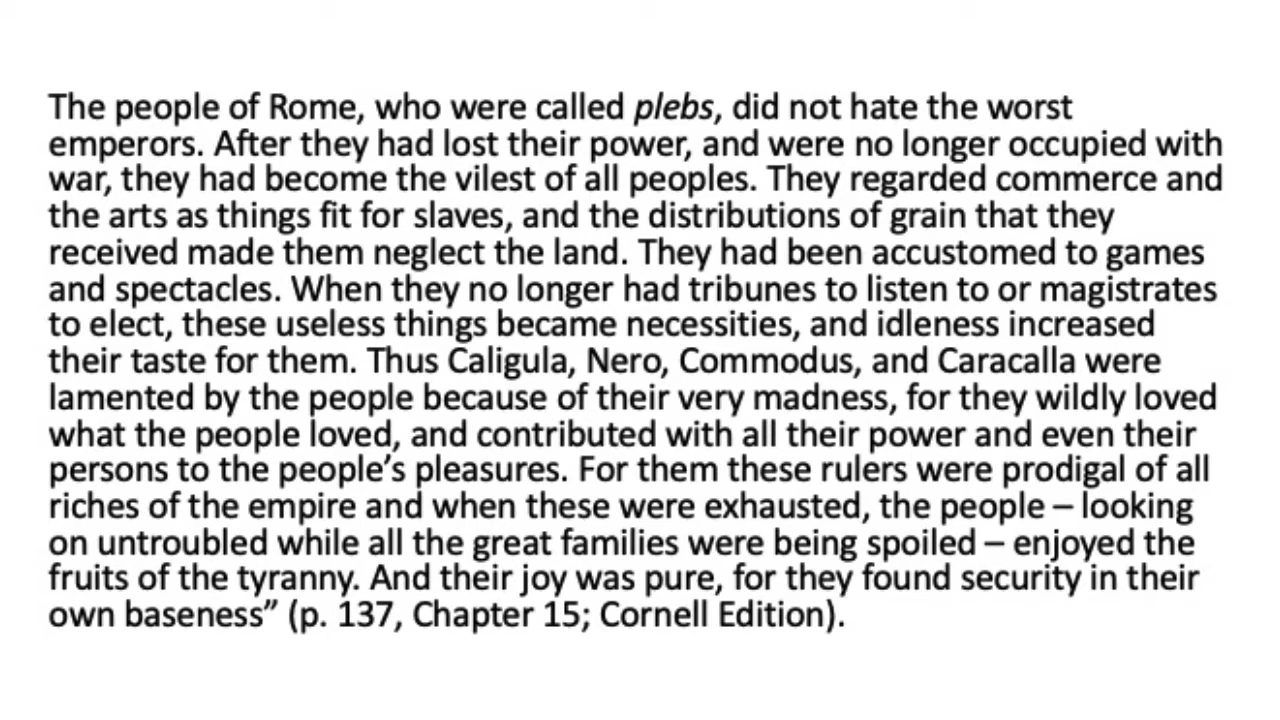 The people of Rome, who were called plebs, did not hate the worst
emperors. After they had lost their power, and were no longer occupied with
war, they had become the vilest of all peoples. They regarded commerce and
the arts as things fit for slaves, and the distributions of grain that they
received made them neglect the land. They had been accustomed to games
and spectacles. When they no longer had tribunes to listen to or magistrates
to elect, these useless things became necessities, and idleness increased
their taste for them. Thus Caligula, Nero, Commodus, and Caracalla were
lamented by the people because of their very madness, for they wildly loved
what the people loved, and contributed with all their power and even their
persons to the people’s pleasures. For them these rulers were prodigal of all
riches of the empire and when these were exhausted, the people – looking
on untroubled while all the great families were being spoiled – enjoyed the
fruits of the tyranny. And their joy was pure, for they found security in their
own baseness” (p. 137, Chapter 15; Cornell Edition).